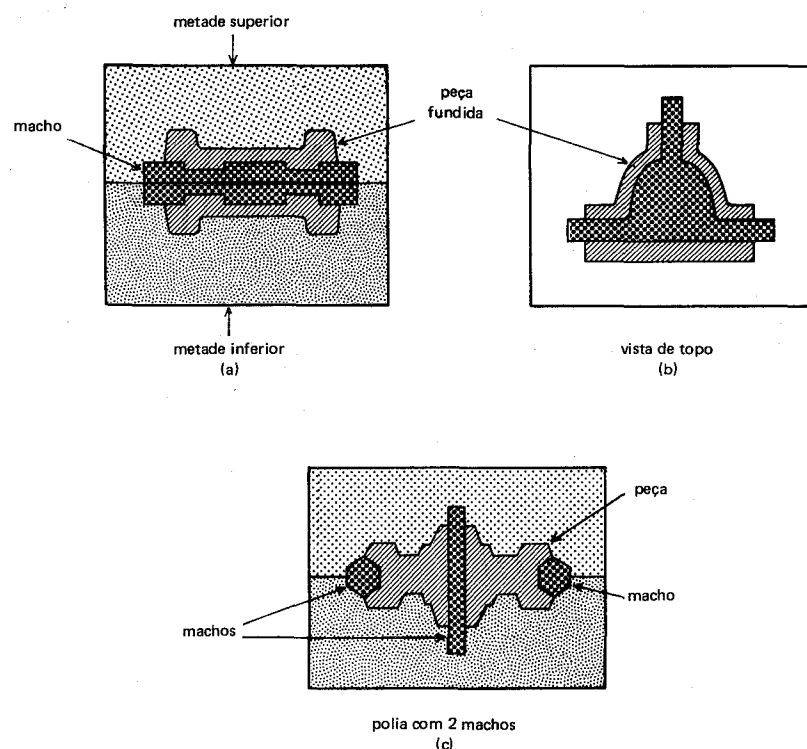 metade superior
macho
peça
fundida
metade inferior
(a)
vista de topo
(b)
peça
machos
macho
polia com 2 machos
(c)